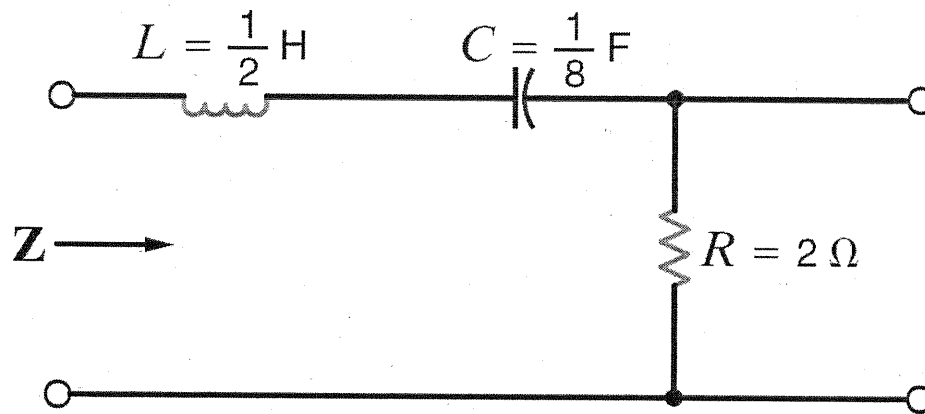 L = 1/2 H
C = 1/8 F
Z
R = 2 Ω